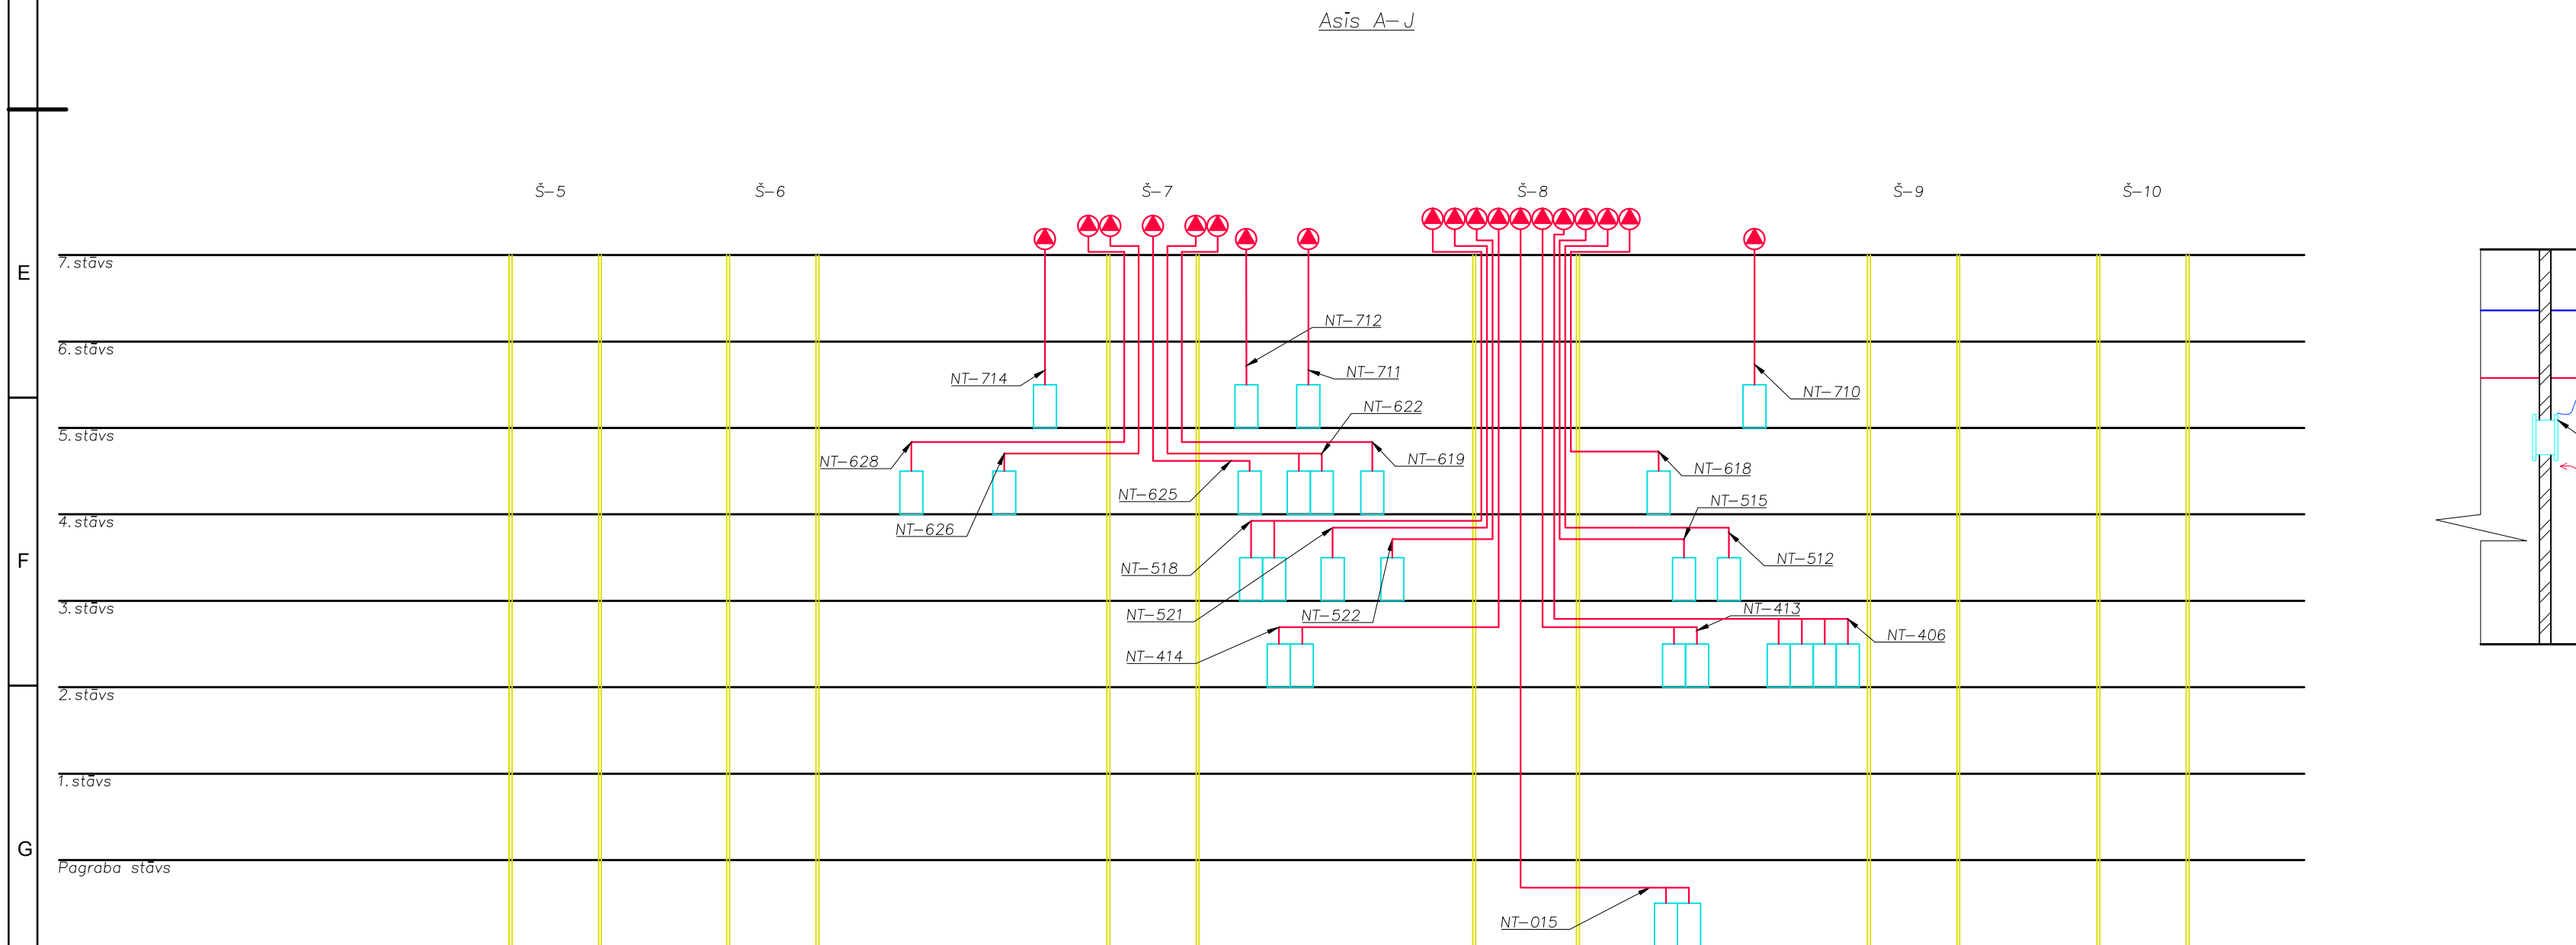 Asīs A-J
Š-5
Š-6
Š-7
Š-8
Š-9
Š-10
7.stāvs
E
NT-712
6.stāvs
NT-714
NT-711
NT-710
NT-622
5.stāvs
NT-628
NT-619
NT-618
NT-625
NT-515
4.stāvs
NT-626
NT-512
F
NT-518
3.stāvs
NT-413
NT-521
NT-522
NT-406
NT-414
2.stāvs
1.stāvs
G
Pagraba stāvs
NT-015